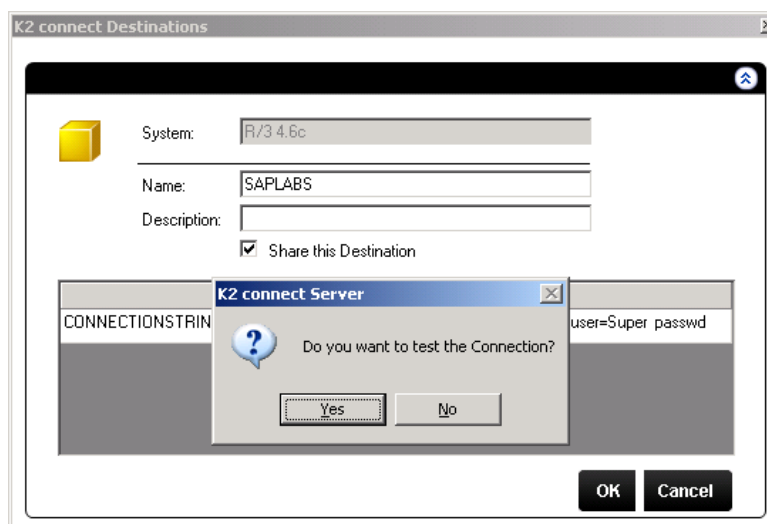 K2 connect Destinations
System:
R/3 4.6c
Name:
SAPLABS
Description:
Share this Destination
K2 connect Server
CONNECTIONSTRIN
user=Super passwd
Do you want to test the Connection?
Yes
No
OK
Cancel